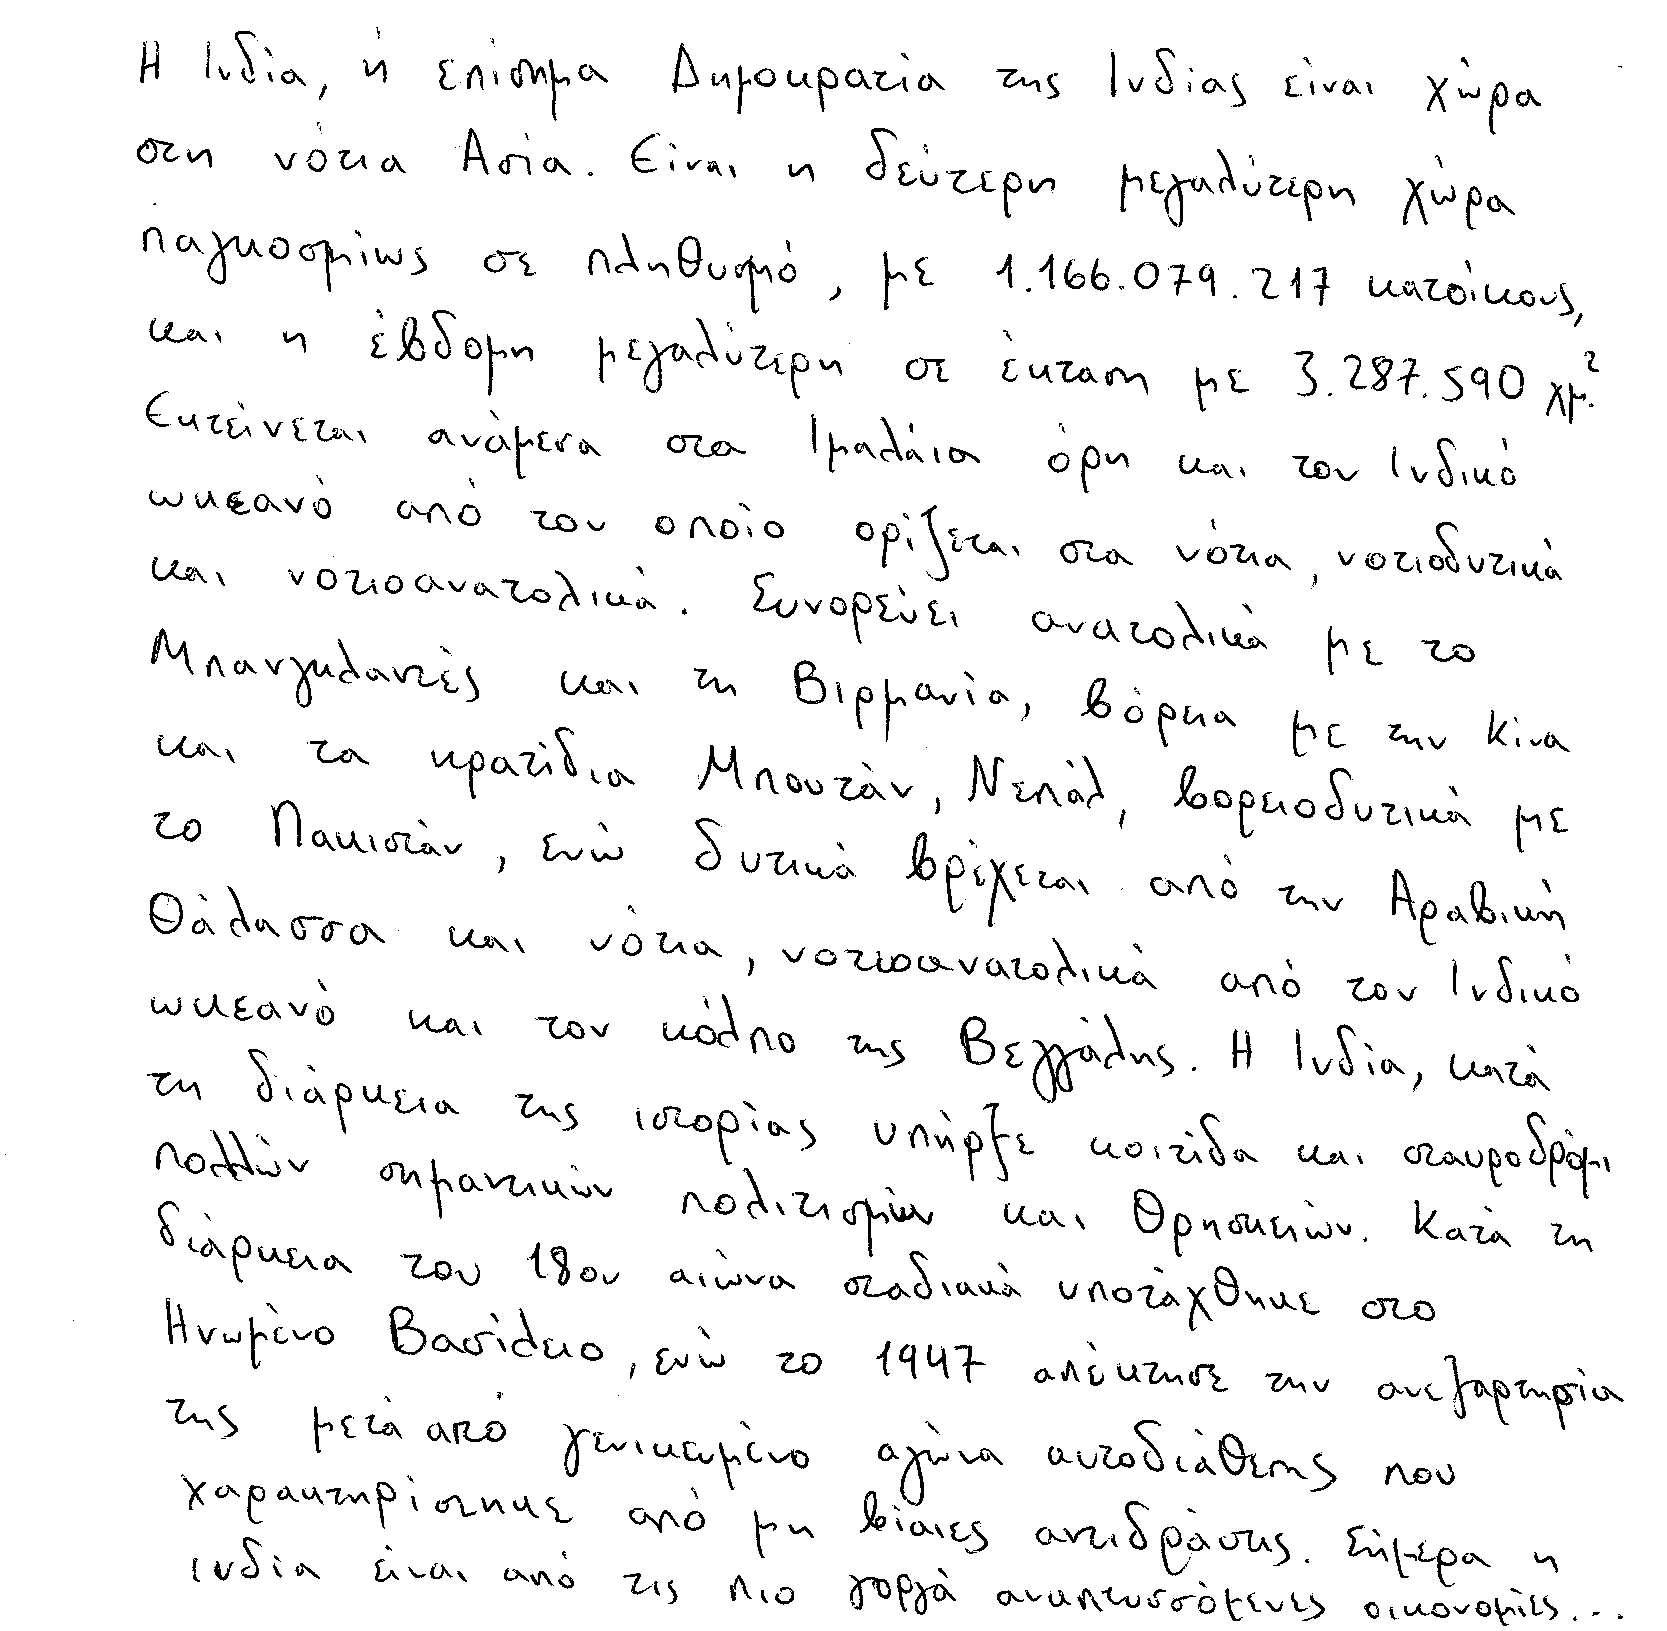 Η Ινδία, ή επίσημα Δημοκρατία της Ινδίας είναι χώρα
στη νότια Ασία. Είναι η δεύτερη μεγαλύτερη χώρα
παγκοσμίως σε πληθυσμό, με 1.166.079.217 κατοίκους,
και η έβδομη μεγαλύτερη σε έκταση με 3.287.590 χμ.²
Εκτείνεται ανάμεσα στα Ιμαλάια όρη και τον Ινδικό
ωκεανό από τον οποίο ορίζεται στα νότια, νοτιοδυτικά
και νοτιοανατολικά. Συνορεύει ανατολικά με το
Μπανγκλαντές και τη Βιρμανία, βόρεια με την Κίνα
και τα κρατίδια Μπουτάν, Νεπάλ, βορειοδυτικά με
το Πακιστάν, ενώ δυτικά βρέχεται από την Αραβική
Θάλασσα και νότια, νοτιοανατολικά από τον Ινδικό
ωκεανό και τον κόλπο της Βεγγάλης. Η Ινδία, κατά
τη διάρκεια της ιστορίας υπήρξε κοιτίδα και σταυροδρόμι
πολλών σημαντικών πολιτισμών και θρησκειών. Κατά τη
διάρκεια του 18ου αιώνα σταδιακά υποτάχθηκε στο
Ηνωμένο Βασίλειο, ενώ το 1947 απέκτησε την ανεξαρτησία
της μετά από γενικευμένο αγώνα αυτοδιάθεσης που
χαρακτηρίστηκε από μη βίαιες αντιδράσεις. Σήμερα η
ινδία είναι από τις πιο γοργά αναπτυσσόμενες οικονομίες...